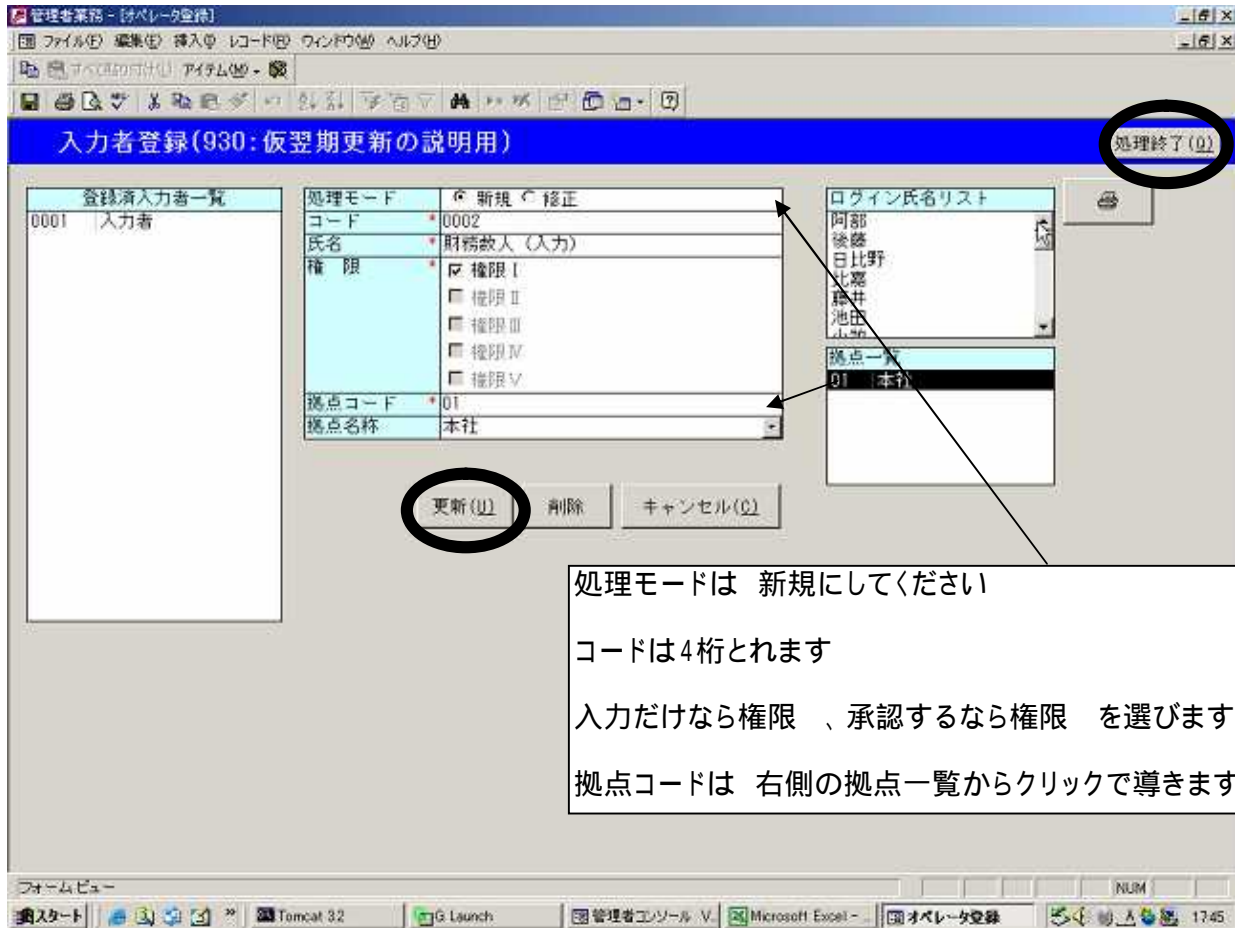 管理者業務 - [オペレータ登録]
ファイル(F) 編集(E) 挿入(I) レコード(R) ウィンドウ(W) ヘルプ(H)
アイテム(M)
入力者登録(930:仮翌期更新の説明用)
処理終了(Q)
登録済入力者一覧
0001 入力者
処理モード 新規 修正
コード *0002
氏名 *財務数人 (入力)
権 限 * 権限Ⅰ
権限Ⅱ
権限Ⅲ
権限Ⅳ
権限Ⅴ
拠点コード *01
拠点名称 本社
ログイン氏名リスト
阿部
後藤
日比野
比嘉
藤井
池田
拠点一覧
01 本社
更新(U) 削除 キャンセル(C)
処理モードは 新規にしてください
コードは4桁とれます
入力だけなら権限 、承認するなら権限 を選びます
拠点コードは 右側の拠点一覧からクリックで導きます
フォームビュー NUM
スタート Tomcat 3.2 G Launch 管理者コンソール V... Microsoft Excel - ... オペレータ登録 17:45